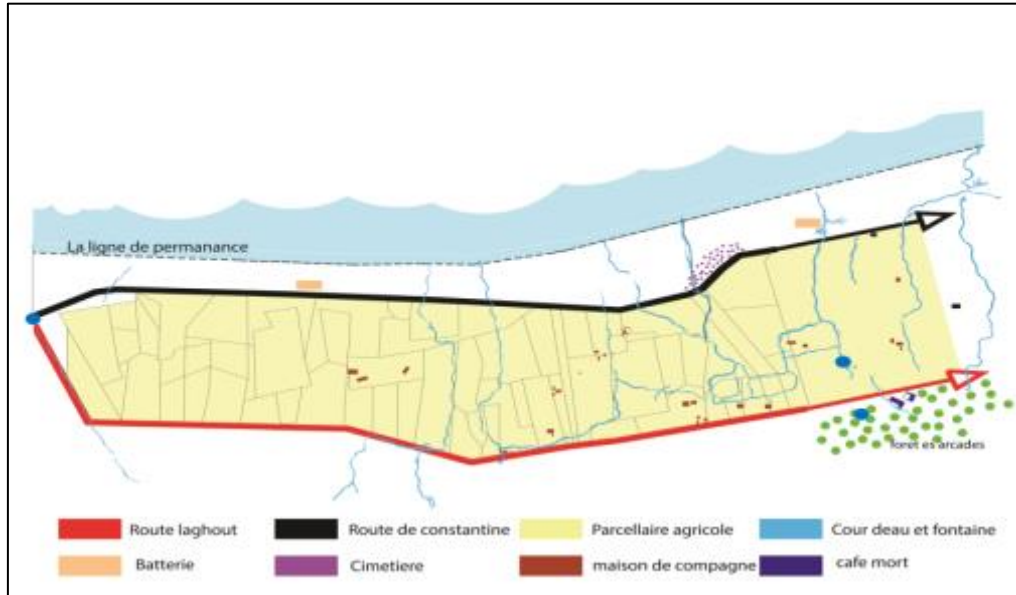 La ligne de permanance
foret es arcades
Route laghout
Route de constantine
Parcellaire agricole
Cour deau et fontaine
Batterie
Cimetiere
maison de compagne
cafe mort